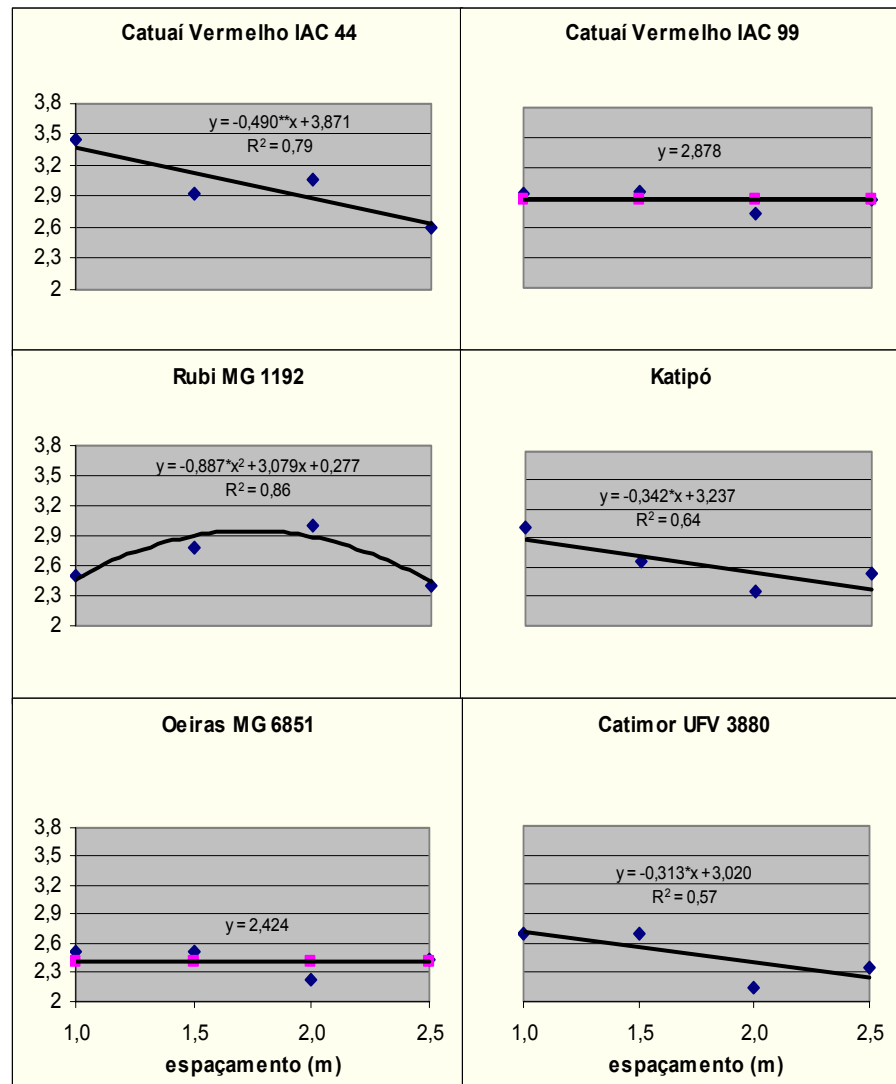 Catuaí Vermelho IAC 44
3,8
3,5
3,2
2,9
2,6
2,3
2
y = -0,490**x + 3,871
R² = 0,79
Catuaí Vermelho IAC 99
y = 2,878
Rubi MG 1192
3,8
3,5
3,2
2,9
2,6
2,3
2
y = -0,887*x² + 3,079x + 0,277
R² = 0,86
Katipó
y = -0,342*x + 3,237
R² = 0,64
Oeiras MG 6851
3,8
3,5
3,2
2,9
2,6
2,3
2
y = 2,424
1,0 1,5 2,0 2,5
espaçamento (m)
Catimor UFV 3880
y = -0,313*x + 3,020
R² = 0,57
1,0 1,5 2,0 2,5
espaçamento (m)